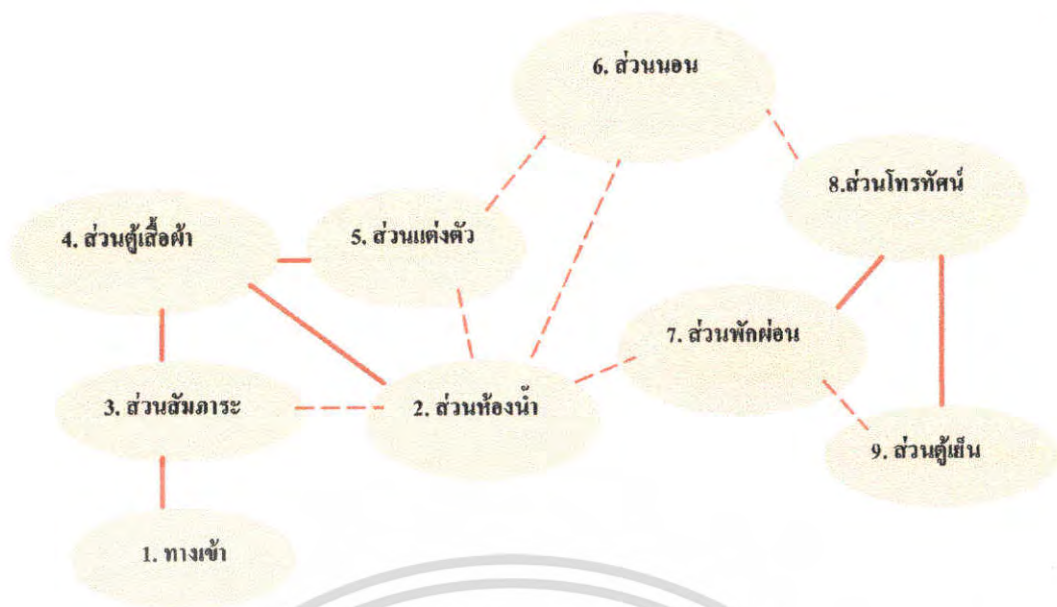 6. ส่วนนอน
8.ส่วนโทรทัศน์
4. ส่วนตู้เสื้อผ้า
5. ส่วนแต่งตัว
7. ส่วนพักผ่อน
3. ส่วนสัมภาระ
2. ส่วนห้องน้ำ
9. ส่วนตู้เย็น
1. ทางเข้า